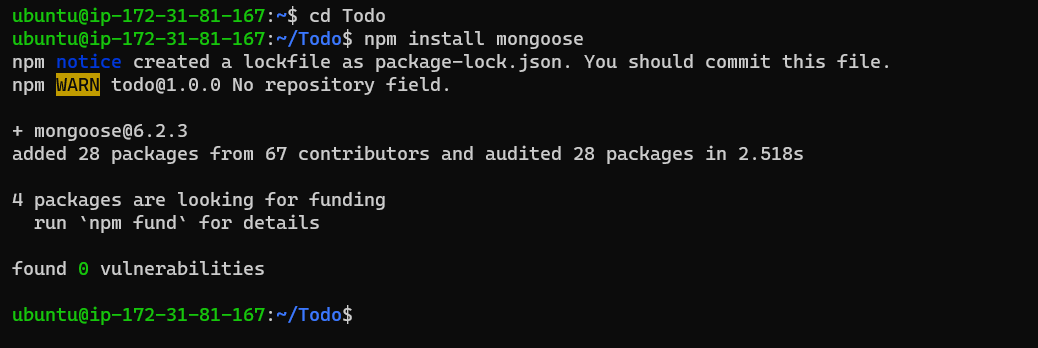 ubuntu@ip-172-31-81-167:~$ cd Todo
ubuntu@ip-172-31-81-167:~/Todo$ npm install mongoose
npm notice created a lockfile as package-lock.json. You should commit this file.
npm WARN todo@1.0.0 No repository field.

+ mongoose@6.2.3
added 28 packages from 67 contributors and audited 28 packages in 2.518s

4 packages are looking for funding
  run `npm fund` for details

found 0 vulnerabilities

ubuntu@ip-172-31-81-167:~/Todo$